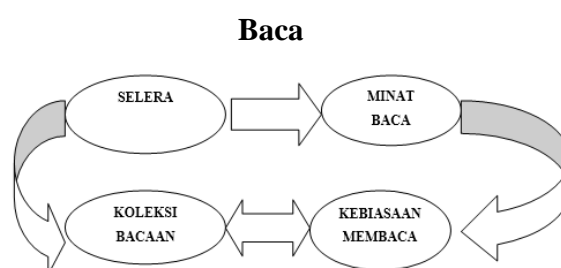 Baca
SELERA
MINAT
BACA
KOLEKSI
BACAAN
KEBIASAAN
MEMBACA